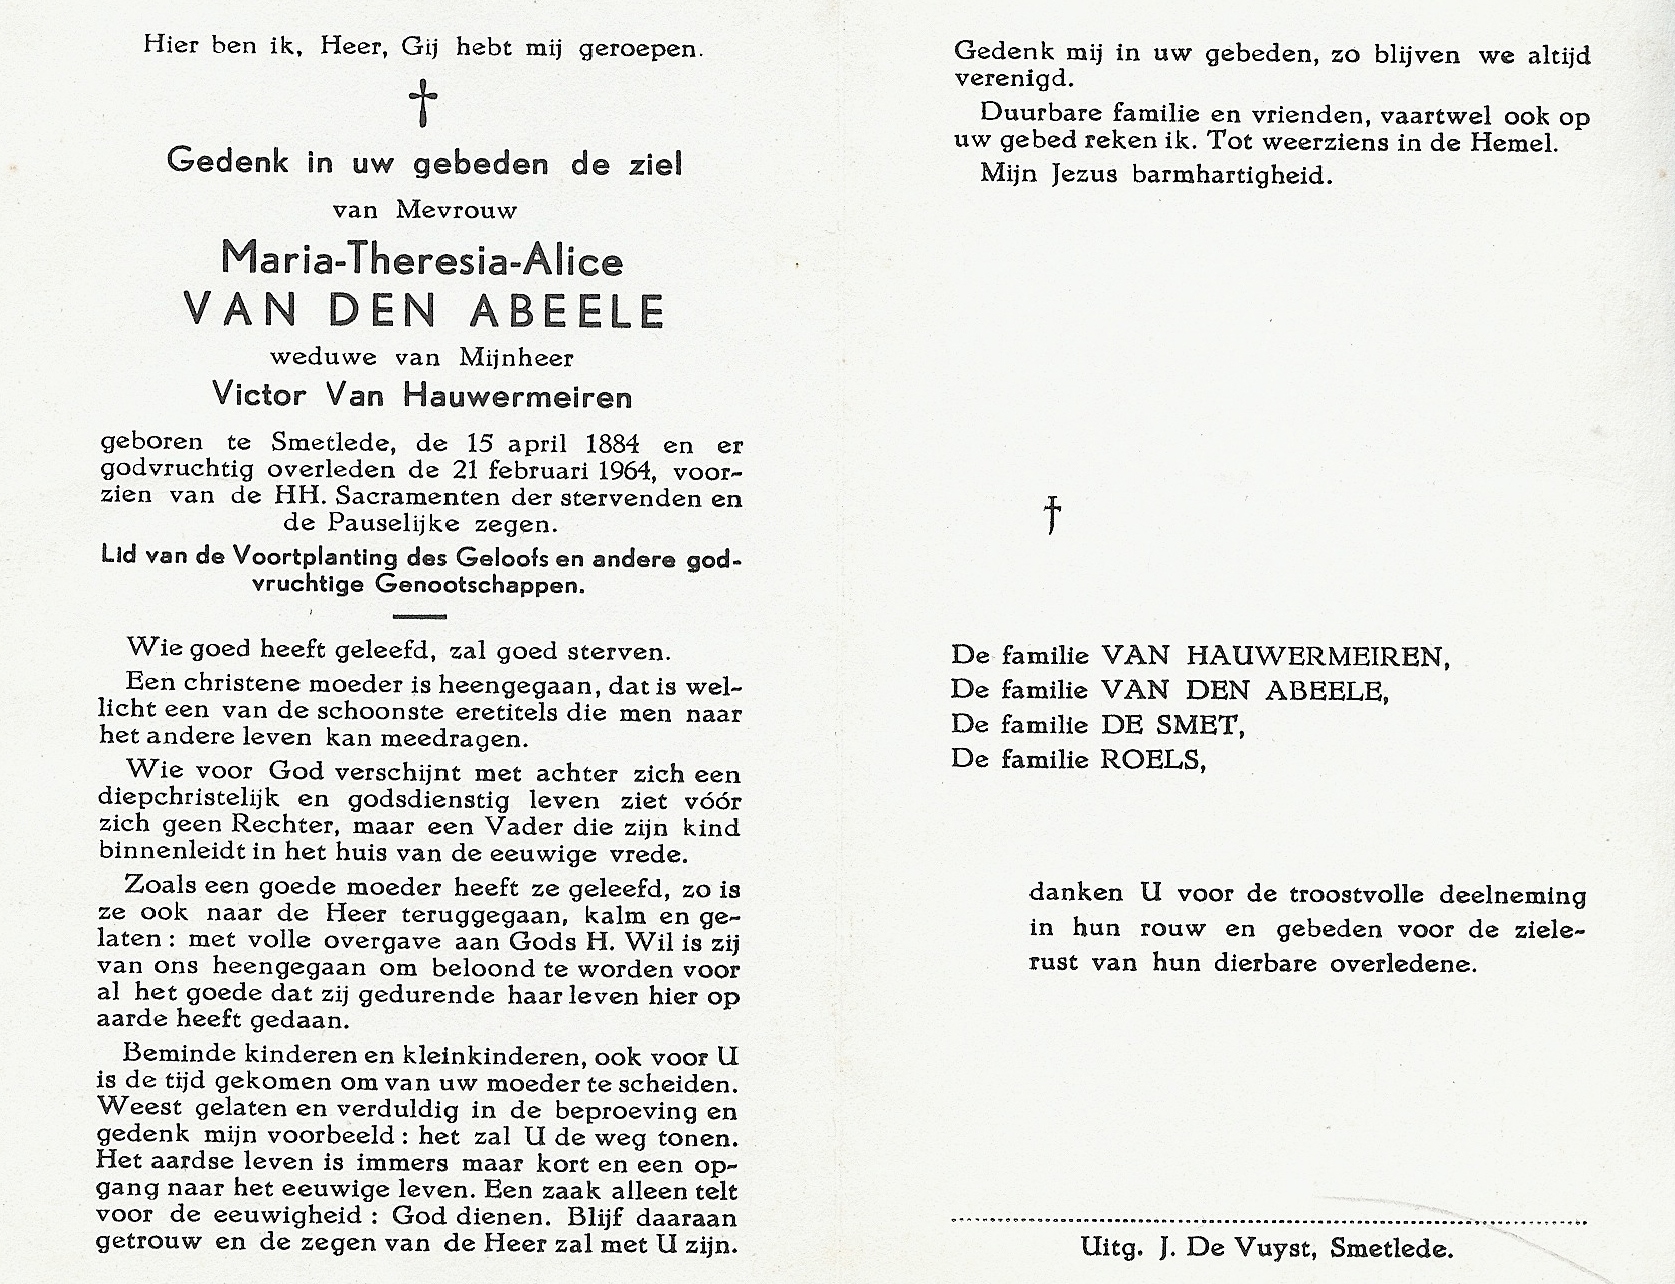 Hier ben ik, Heer, Gij hebt mij geroepen.
Gedenk in uw gebeden de ziel
van Mevrouw
Maria-Theresia-Alice
VAN DEN ABEELE
weduwe van Mijnheer
Victor Van Hauwermeiren
geboren te Smetlede, de 15 april 1884 en er
godvruchtig overleden de 21 februari 1964, voor-
zien van de HH. Sacramenten der stervenden en
de Pauselijke zegen.
Lid van de Voortplanting des Geloofs en andere god-
vruchtige Genootschappen.
Wie goed heeft geleefd, zal goed sterven.
Een christene moeder is heengegaan, dat is wel-
licht een van de schoonste eretitels die men naar
het andere leven kan meedragen.
Wie voor God verschijnt met achter zich een
diepchristelijk en godsdienstig leven ziet vóór
zich geen Rechter, maar een Vader die zijn kind
binnenleidt in het huis van de eeuwige vrede.
Zoals een goede moeder heeft ze geleefd, zo is
ze ook naar de Heer teruggegaan, kalm en ge-
laten : met volle overgave aan Gods H. Wil is zij
van ons heengegaan om beloond te worden voor
al het goede dat zij gedurende haar leven hier op
aarde heeft gedaan.
Beminde kinderen en kleinkinderen, ook voor U
is de tijd gekomen om van uw moeder te scheiden.
Weest gelaten en verduldig in de beproeving en
gedenk mijn voorbeeld : het zal U de weg tonen.
Het aardse leven is immers maar kort en een op-
gang naar het eeuwige leven. Een zaak alleen telt
voor de eeuwigheid : God dienen. Blijf daaraan
getrouw en de zegen van de Heer zal met U zijn.
Gedenk mij in uw gebeden, zo blijven we altijd
verenigd.
Duurbare familie en vrienden, vaartwel ook op
uw gebed reken ik. Tot weerziens in de Hemel.
Mijn Jezus barmhartigheid.
De familie VAN HAUWERMEIREN,
De familie VAN DEN ABEELE,
De familie DE SMET,
De familie ROELS,
danken U voor de troostvolle deelneming
in hun rouw en gebeden voor de ziele-
rust van hun dierbare overledene.
Uitg. J. De Vuyst, Smetlede.